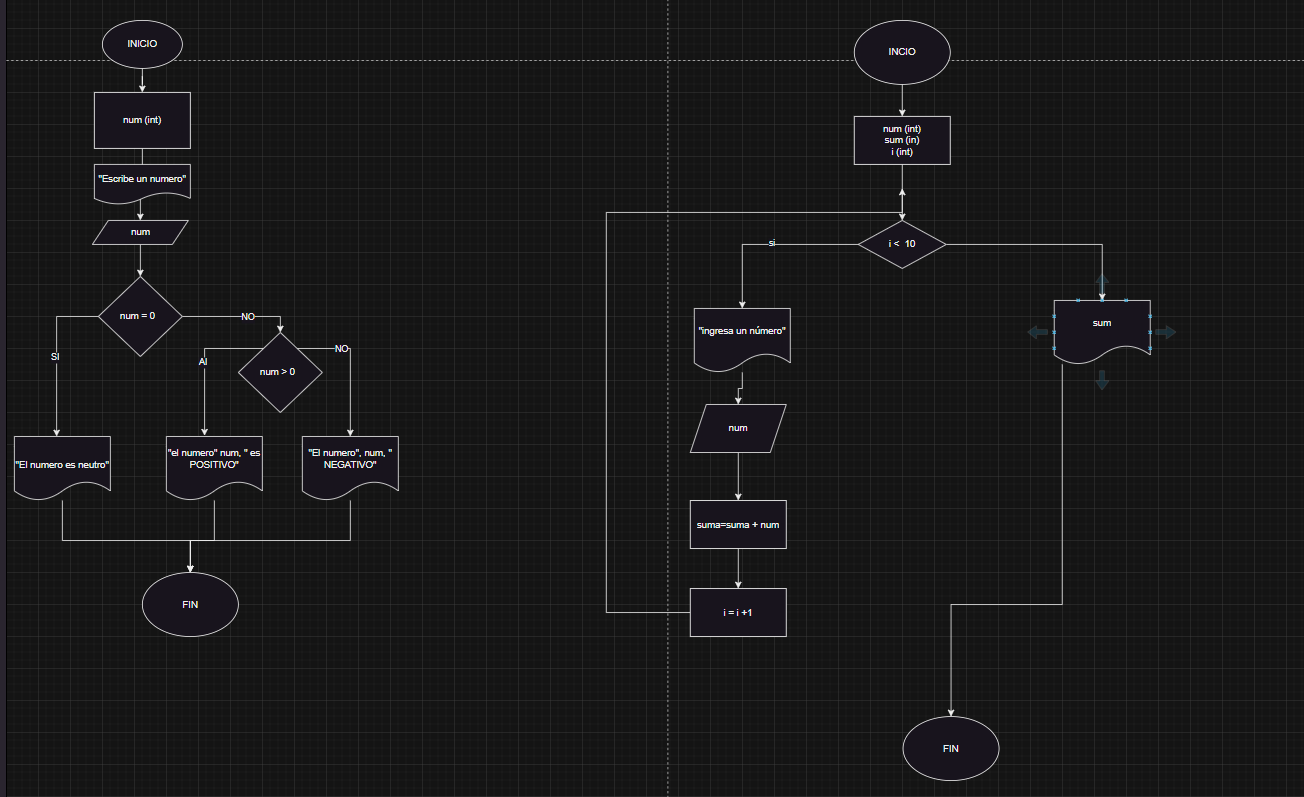 INICIO
num (int)
"Escribe un numero"
num
num = 0
SI
NO
num > 0
AI
NO
"El numero es neutro"
"el numero" num, " es
POSITIVO"
"El numero", num, "
NEGATIVO"
FIN
INCIO
num (int)
sum (in)
i (int)
i < 10
si
"ingresa un número"
num
suma=suma + num
i = i +1
sum
FIN